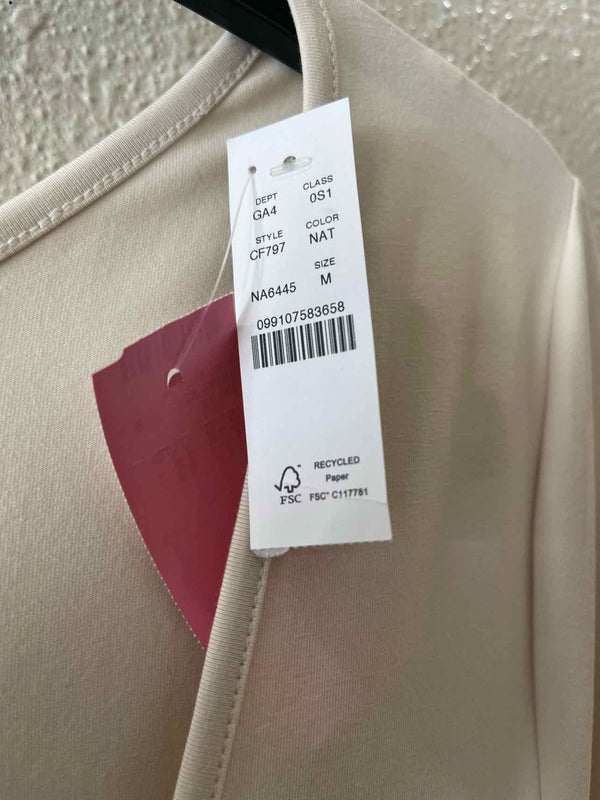 DEPT CLASS
GA4 0S1
STYLE COLOR
CF797 NAT
SIZE
NA6445 M
099107583658
RECYCLED
Paper
FSC FSC® C117781